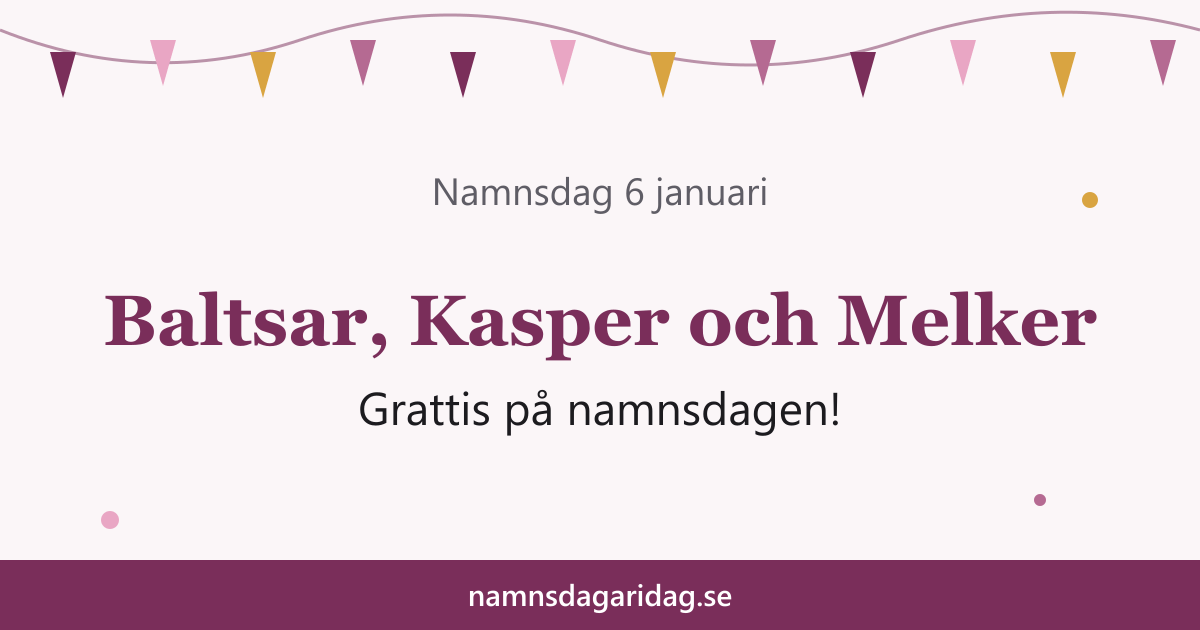 Namnsdag 6 januari
Baltsar, Kasper och Melker
Grattis på namnsdagen!
namnsdagaridag.se